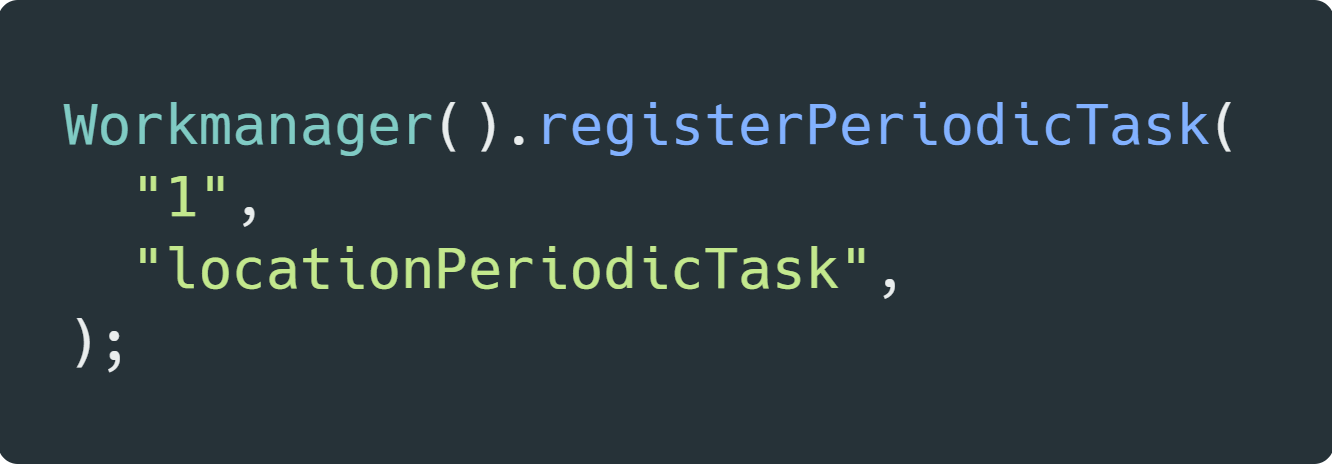 Workmanager().registerPeriodicTask(
  "1",
  "locationPeriodicTask",
);